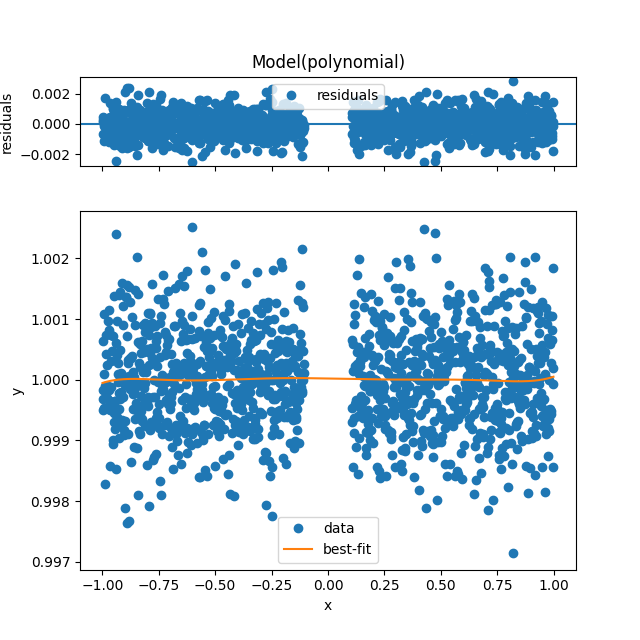 Model(polynomial)
0.002
0.000
−0.002
residuals
residuals
1.002
1.001
1.000
0.999
0.998
0.997
y
data
best-fit
−1.00 −0.75 −0.50 −0.25 0.00 0.25 0.50 0.75 1.00
x